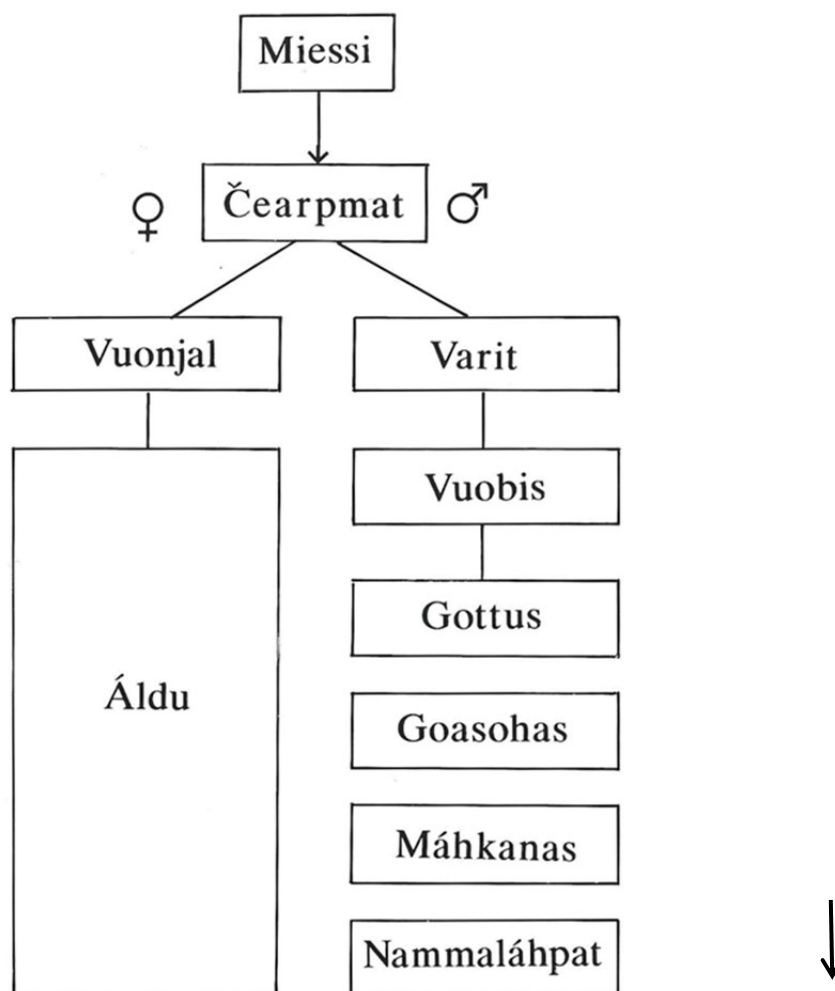 Miessi
♀ Čearpmat ♂
Vuonjal
Varit
Vuobis
Gottus
Áldu
Goasohas
Máhkanas
Nammaláhpat